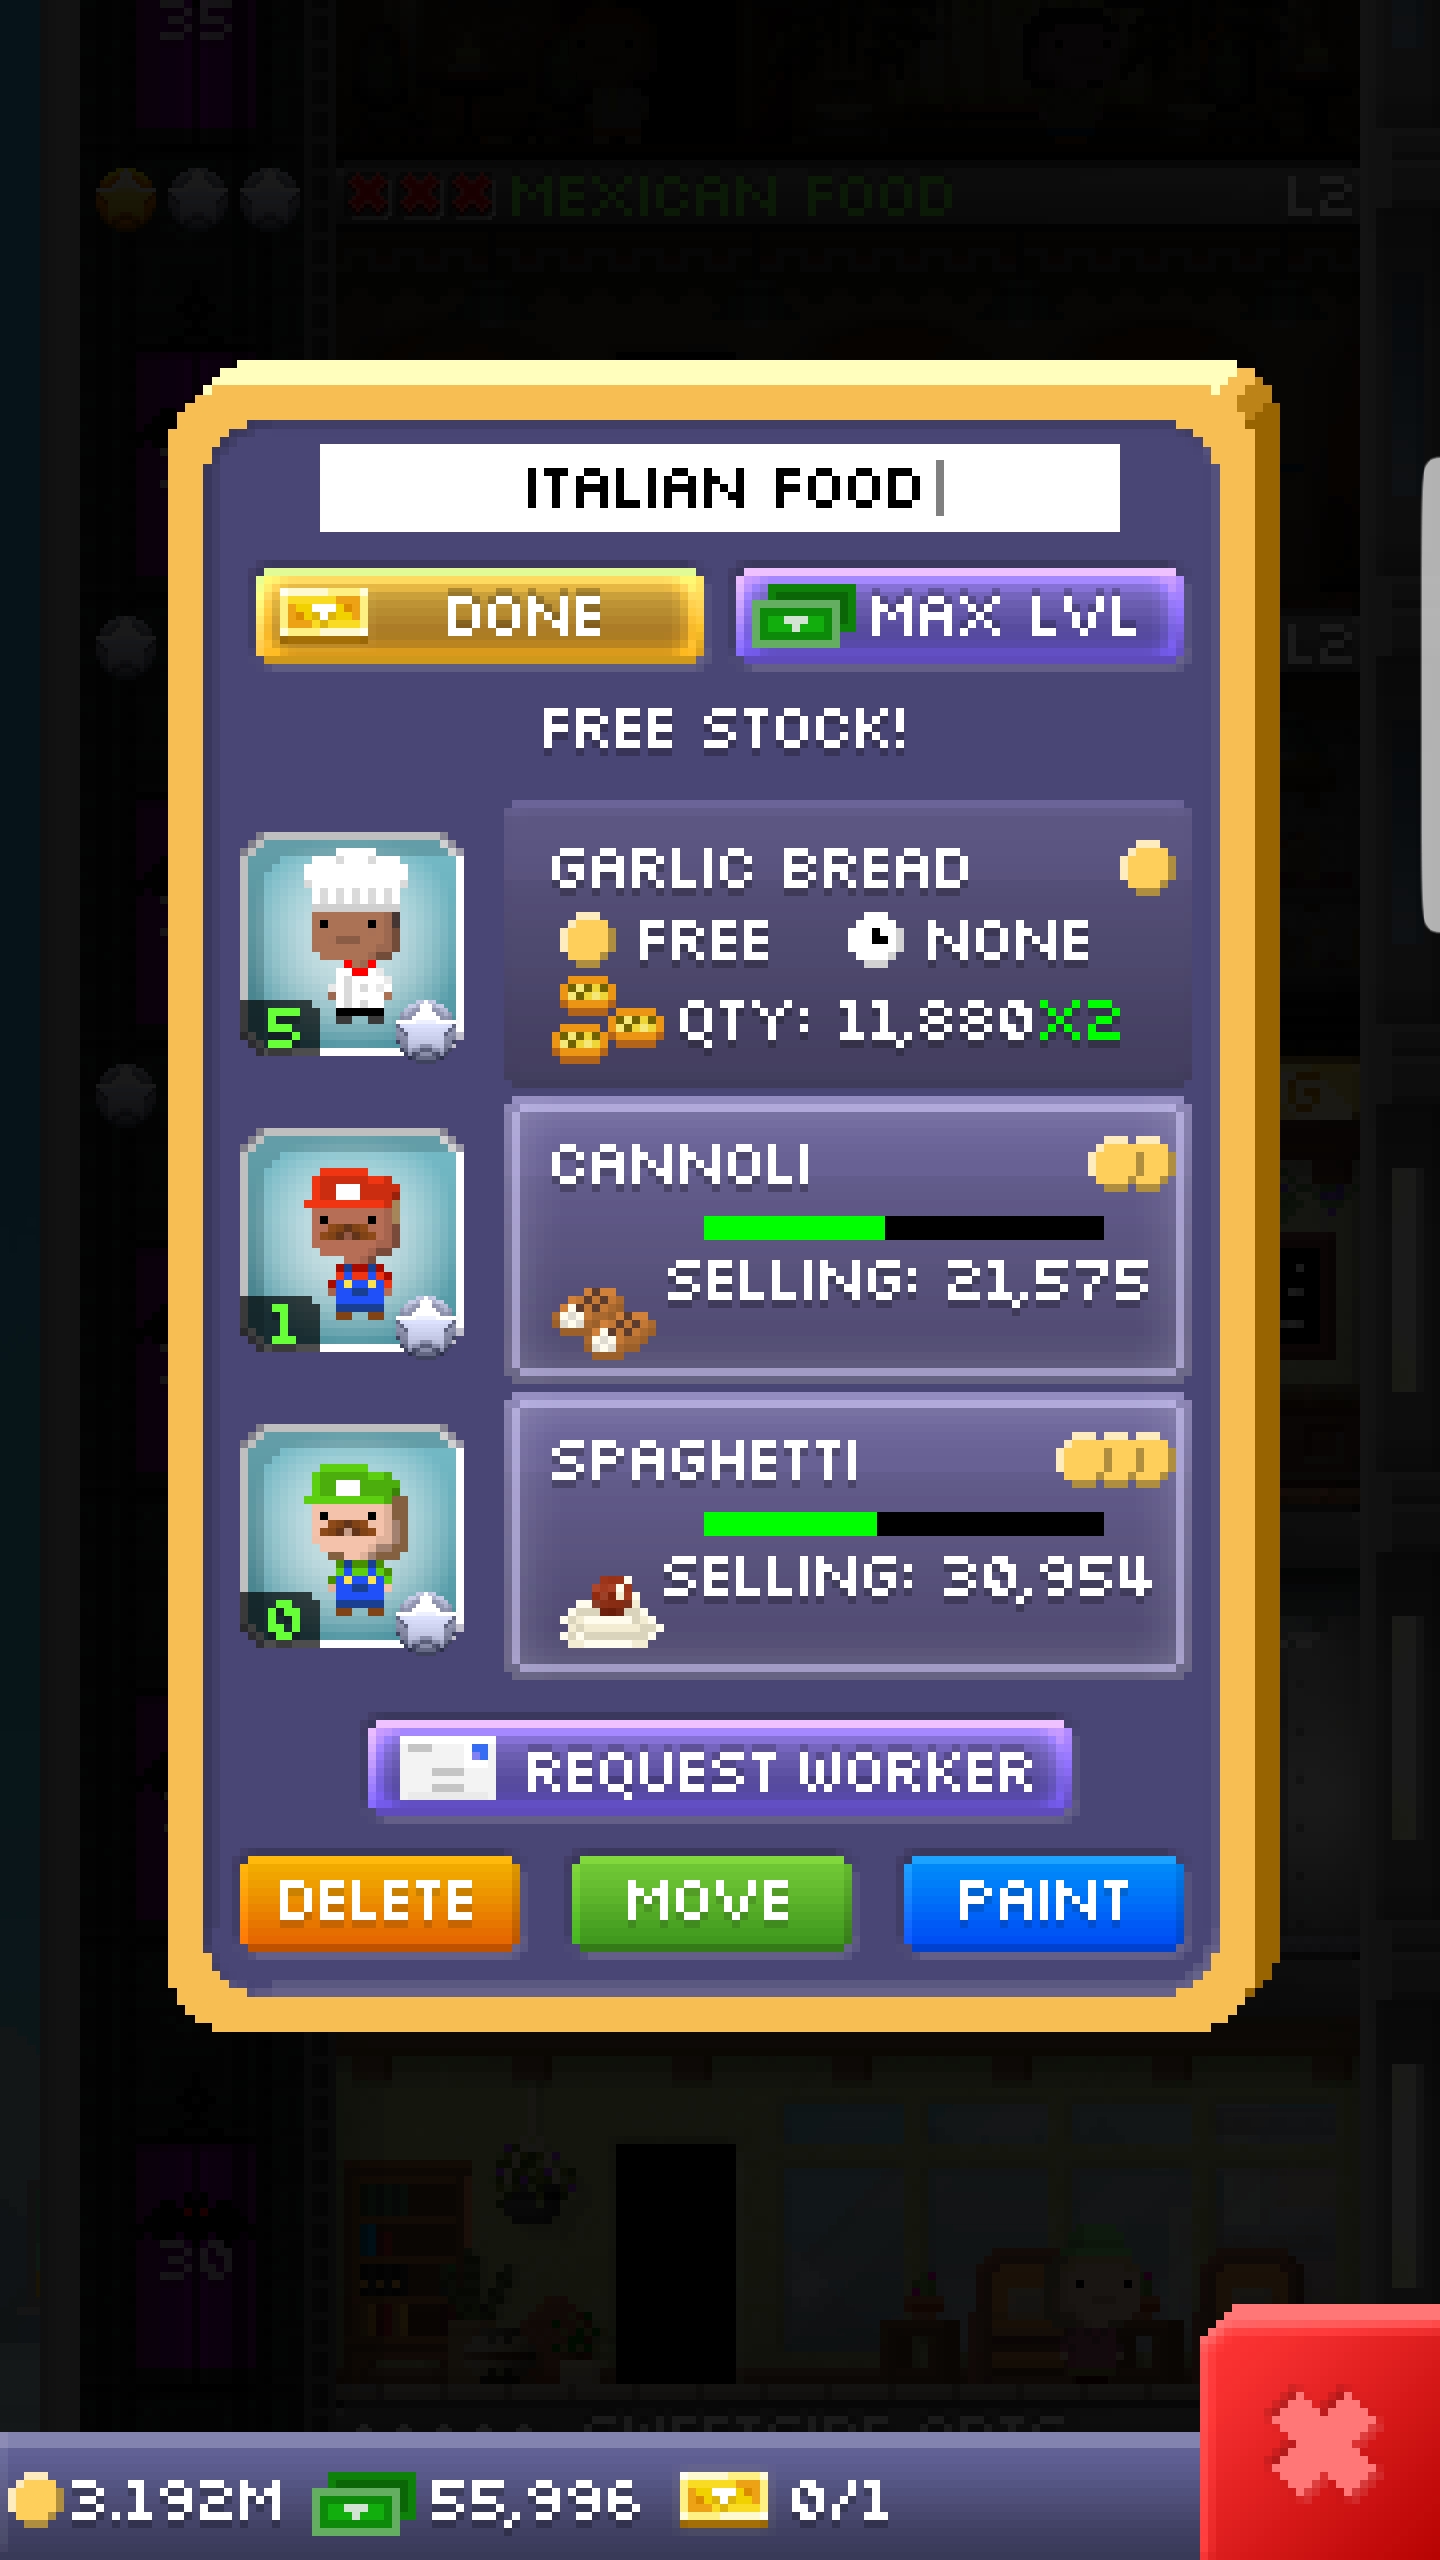 35
MEXICAN FOOD L2
ITALIAN FOOD
DONE MAX LVL
L2
FREE STOCK!
GARLIC BREAD
FREE NONE
5 QTY: 11,880X2
CANNOLI
SELLING: 21,575
1
SPAGHETTI
SELLING: 30,954
0
REQUEST WORKER
DELETE MOVE PAINT
30
3.192M 55,996 0/1